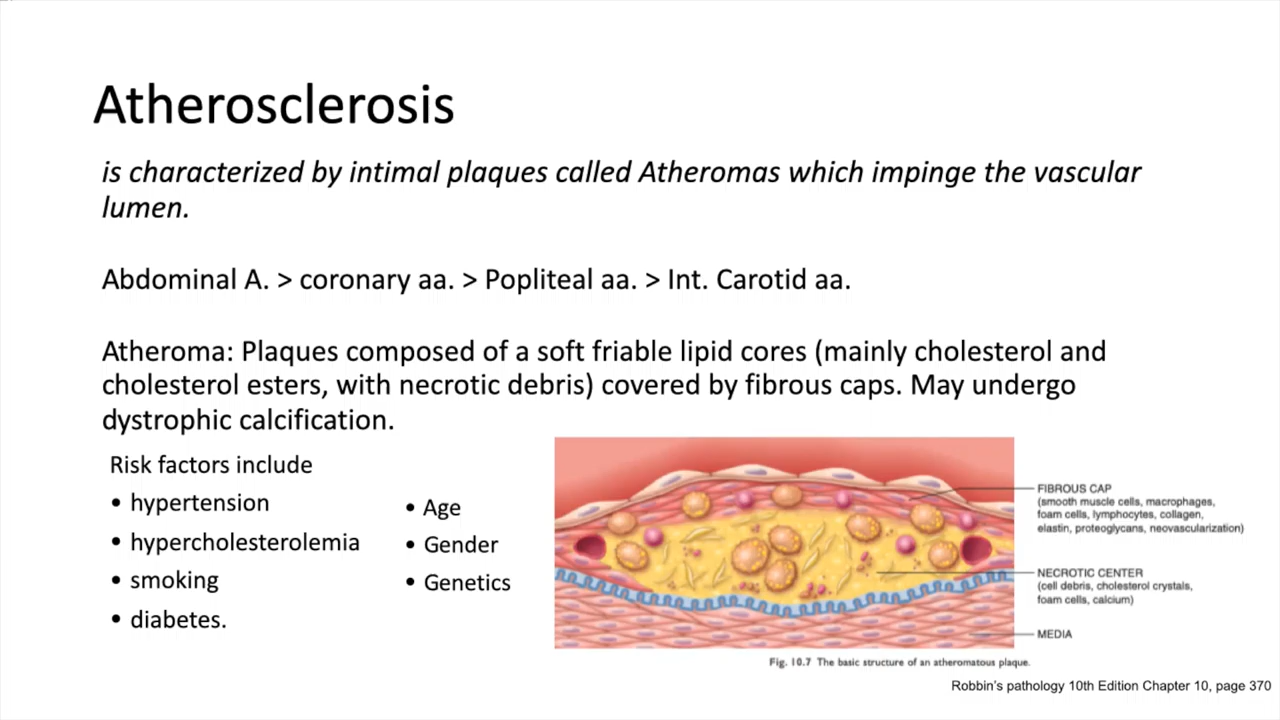 Atherosclerosis
is characterized by intimal plaques called Atheromas which impinge the vascular
lumen.
Abdominal A. > coronary aa. > Popliteal aa. > Int. Carotid aa.
Atheroma: Plaques composed of a soft friable lipid cores (mainly cholesterol and
cholesterol esters, with necrotic debris) covered by fibrous caps. May undergo
dystrophic calcification.
Risk factors include
• hypertension
• hypercholesterolemia
• smoking
• diabetes.
• Age
• Gender
• Genetics
FIBROUS CAP
(smooth muscle cells, macrophages,
foam cells, lymphocytes, collagen,
elastin, proteoglycans, neovascularization)
NECROTIC CENTER
(cell debris, cholesterol crystals,
foam cells, calcium)
MEDIA
Fig. 10.7 The basic structure of an atheromatous plaque.
Robbin's pathology 10th Edition Chapter 10, page 370